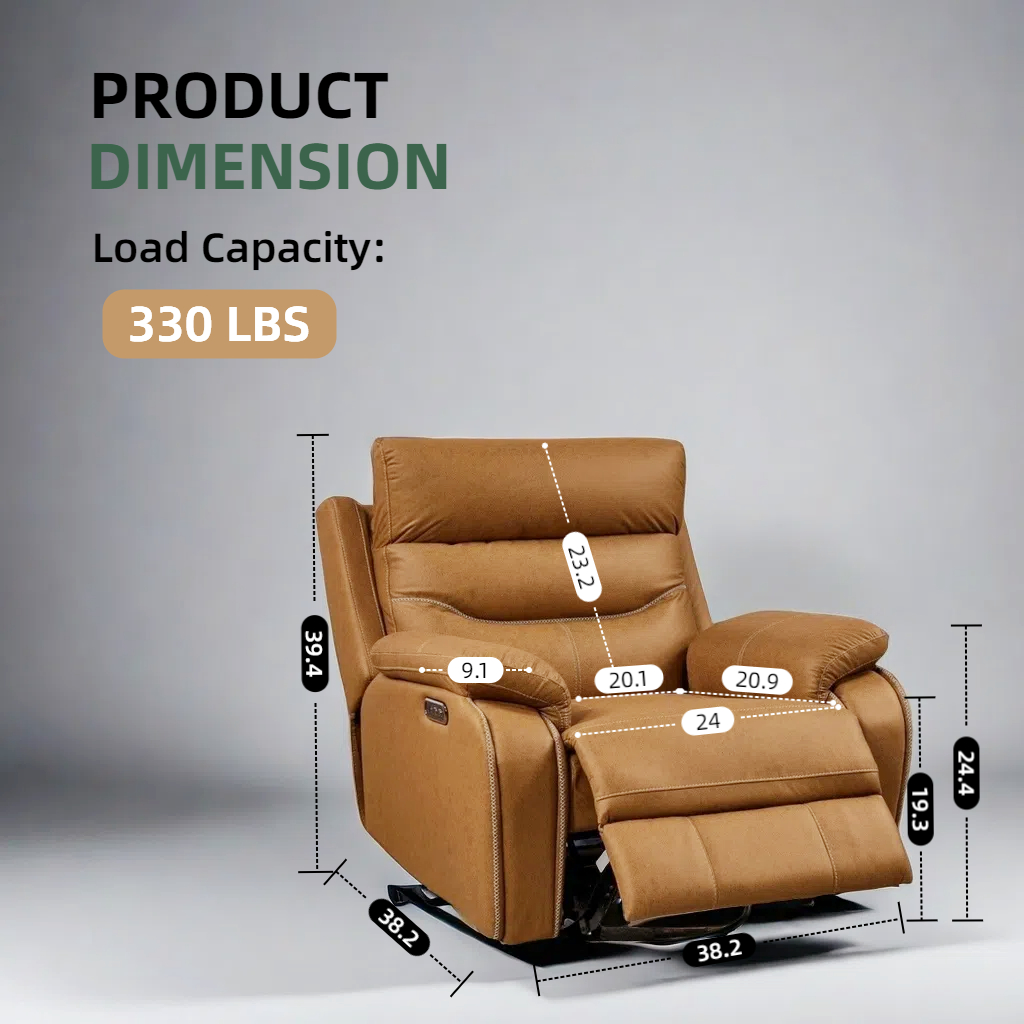 PRODUCT
DIMENSION
Load Capacity:
330 LBS
23.2
39.4
9.1
20.1
20.9
24
24.4
19.3
38.2
38.2